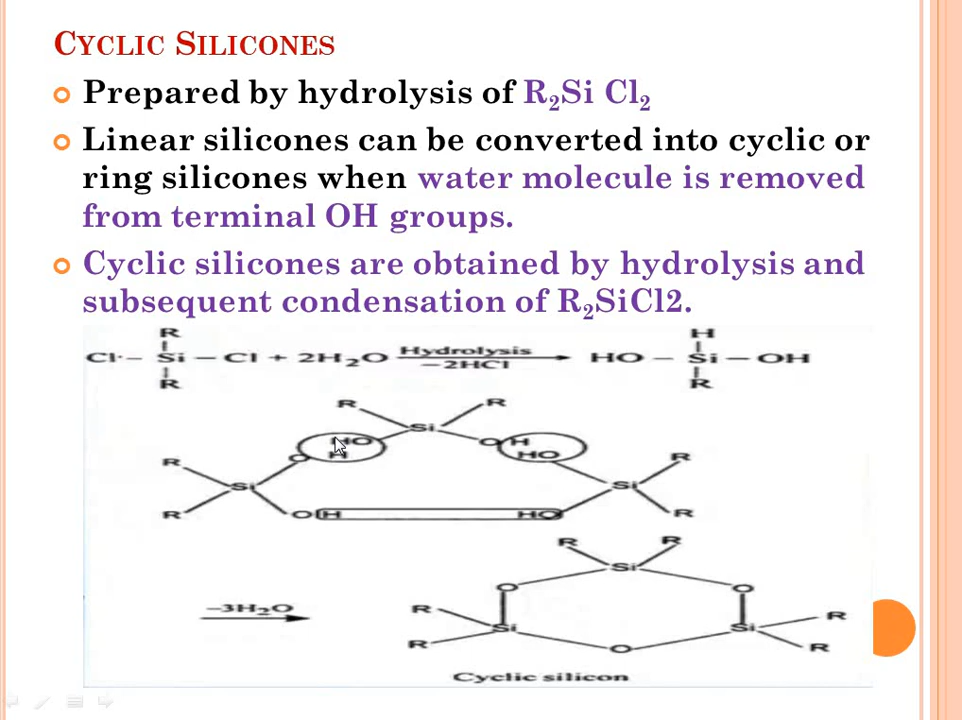 CYCLIC SILICONES
Prepared by hydrolysis of R₂Si Cl₂
Linear silicones can be converted into cyclic or
ring silicones when water molecule is removed
from terminal OH groups.
Cyclic silicones are obtained by hydrolysis and
subsequent condensation of R₂SiCl2.
R H
Cl·– Si – Cl + 2H₂O Hydrolysis HO – Si – OH
–2HCl
R R
R R
Si
HO O H
O H HO
R R
Si Si
R OH HO R
R R
Si
O O
–3H₂O
R R
Si Si
R O R
Cyclic silicon